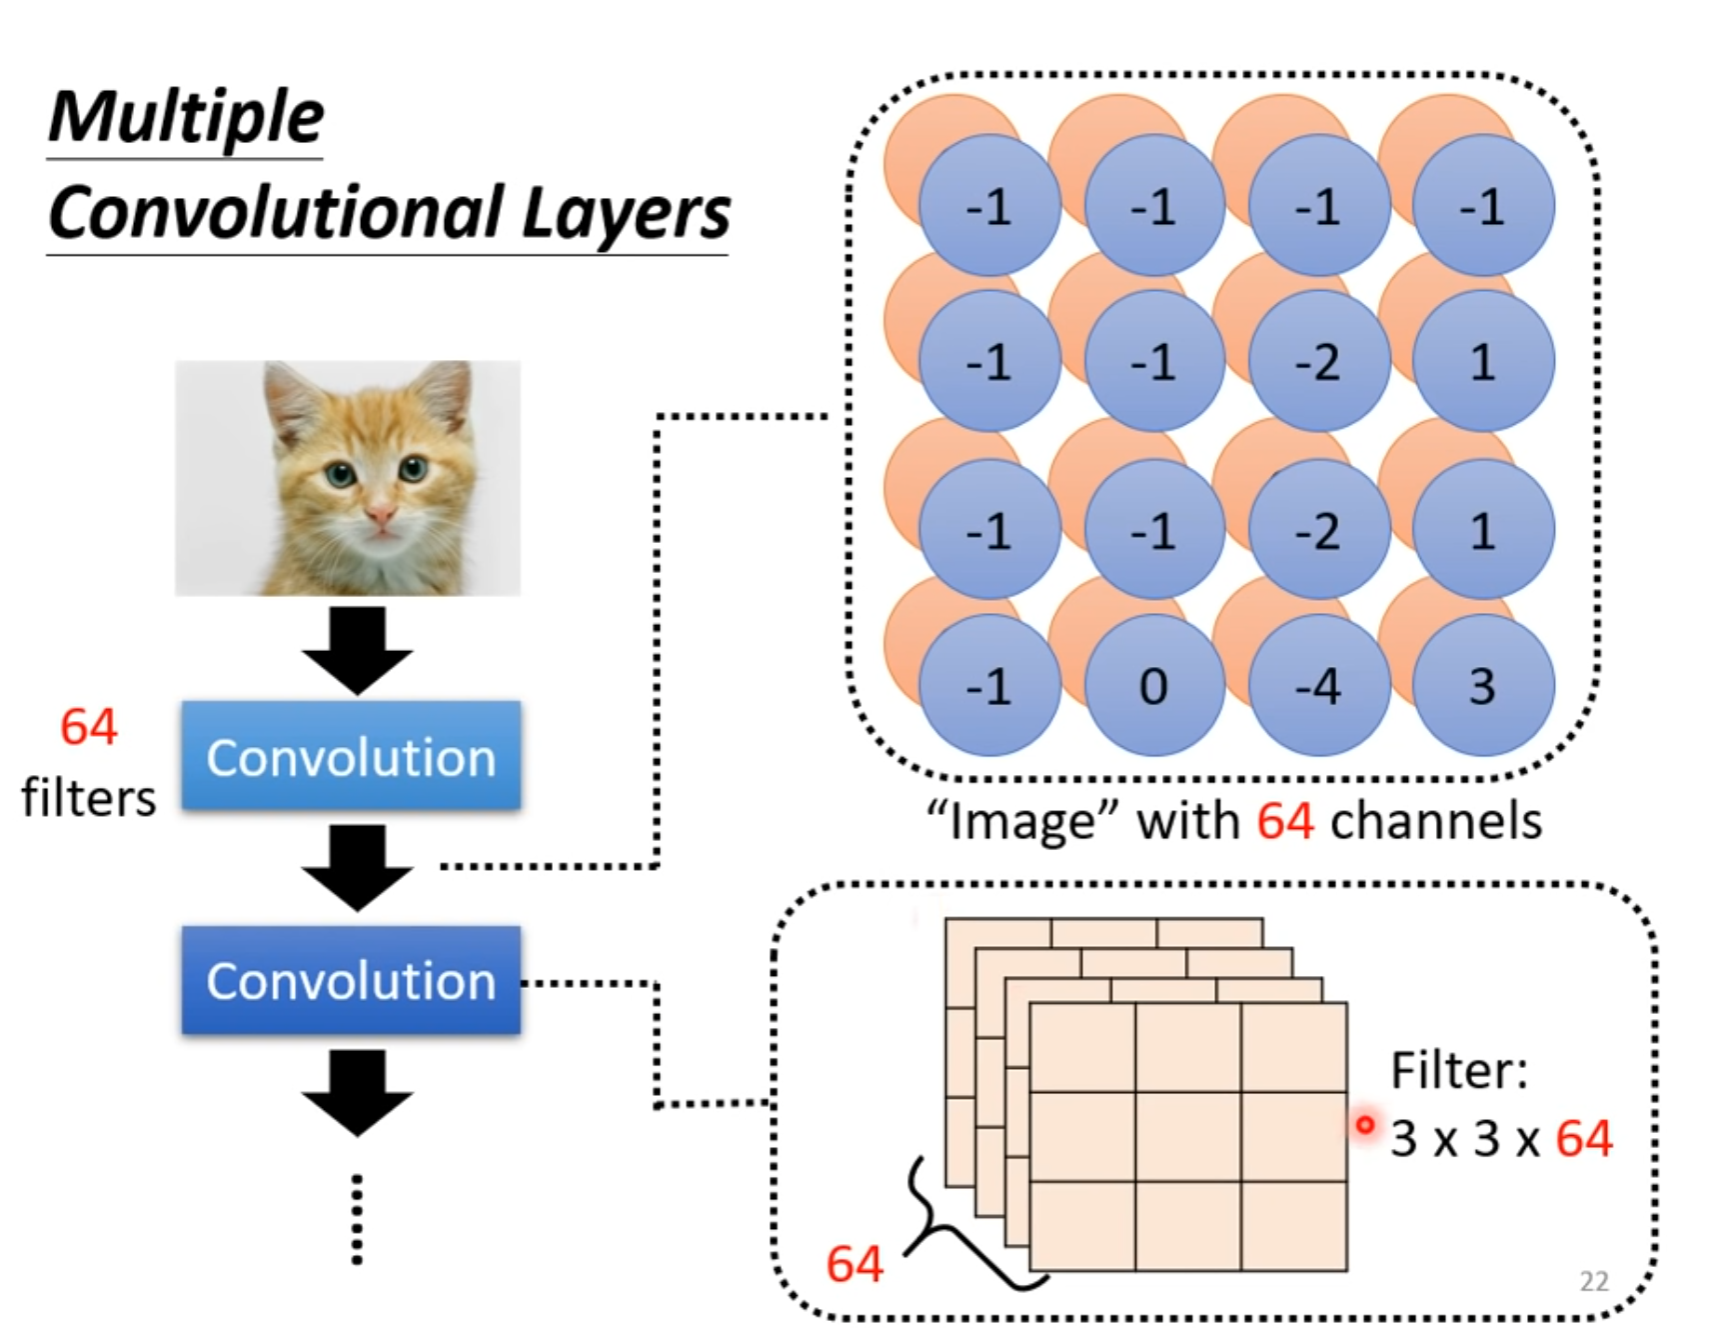 Multiple
Convolutional Layers
64
filters
Convolution
Convolution
-1 -1 -1 -1
-1 -1 -2 1
-1 -1 -2 1
-1 0 -4 3
“Image” with 64 channels
Filter:
3 x 3 x 64
64
22